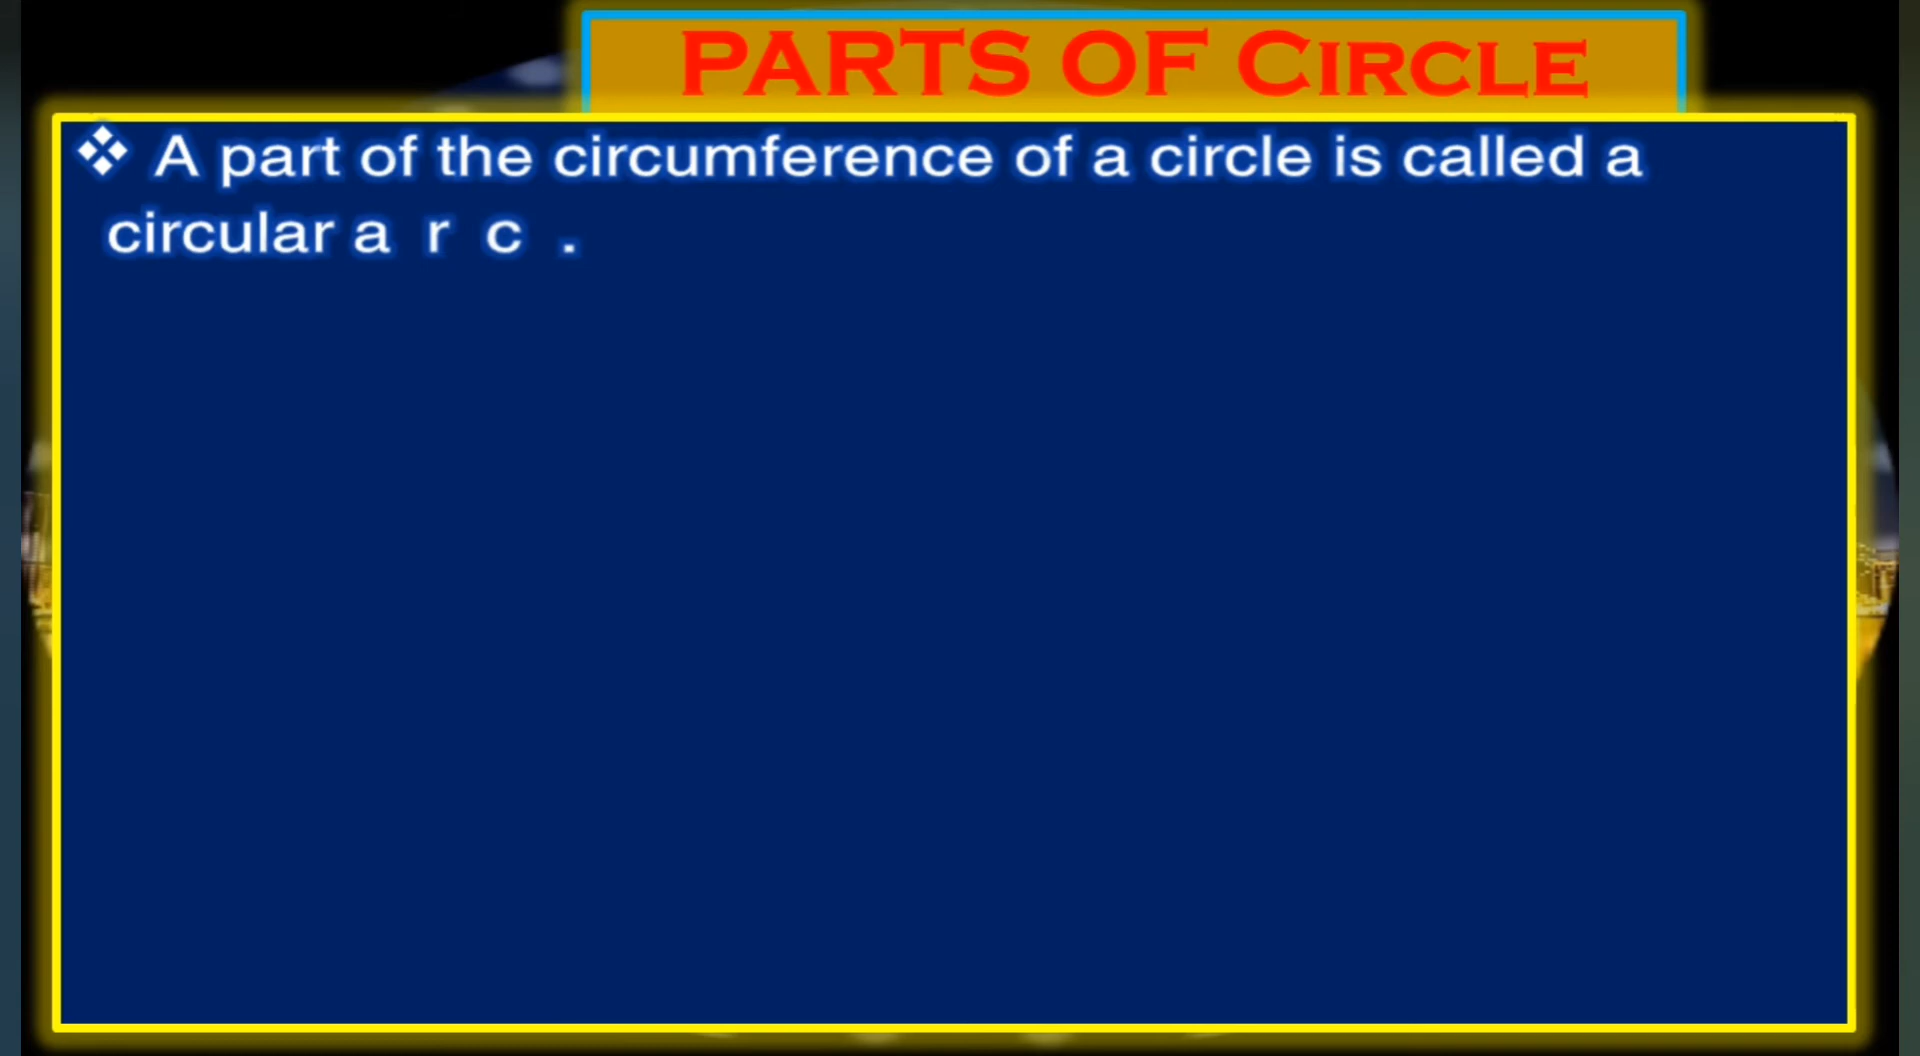 PARTS OF CIRCLE
❖ A part of the circumference of a circle is called a
circular a r c .